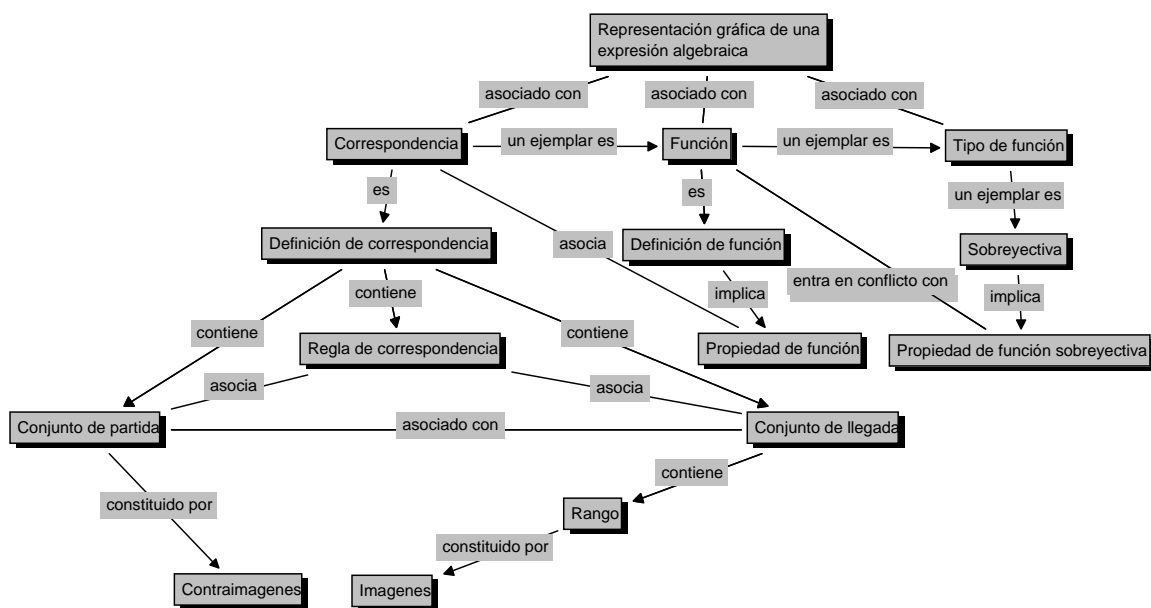 Representación gráfica de una
expresión algebraica
asociado con
asociado con
asociado con
Correspondencia
un ejemplar es
Función
un ejemplar es
Tipo de función
es
es
un ejemplar es
Definición de correspondencia
asocia
Definición de función
Sobreyectiva
contiene
implica
entra en conflicto con
implica
contiene
contiene
Regla de correspondencia
Propiedad de función
Propiedad de función sobreyectiva
asocia
asocia
Conjunto de partida
asociado con
Conjunto de llegada
contiene
constituido por
Rango
constituido por
Contraimagenes
Imagenes